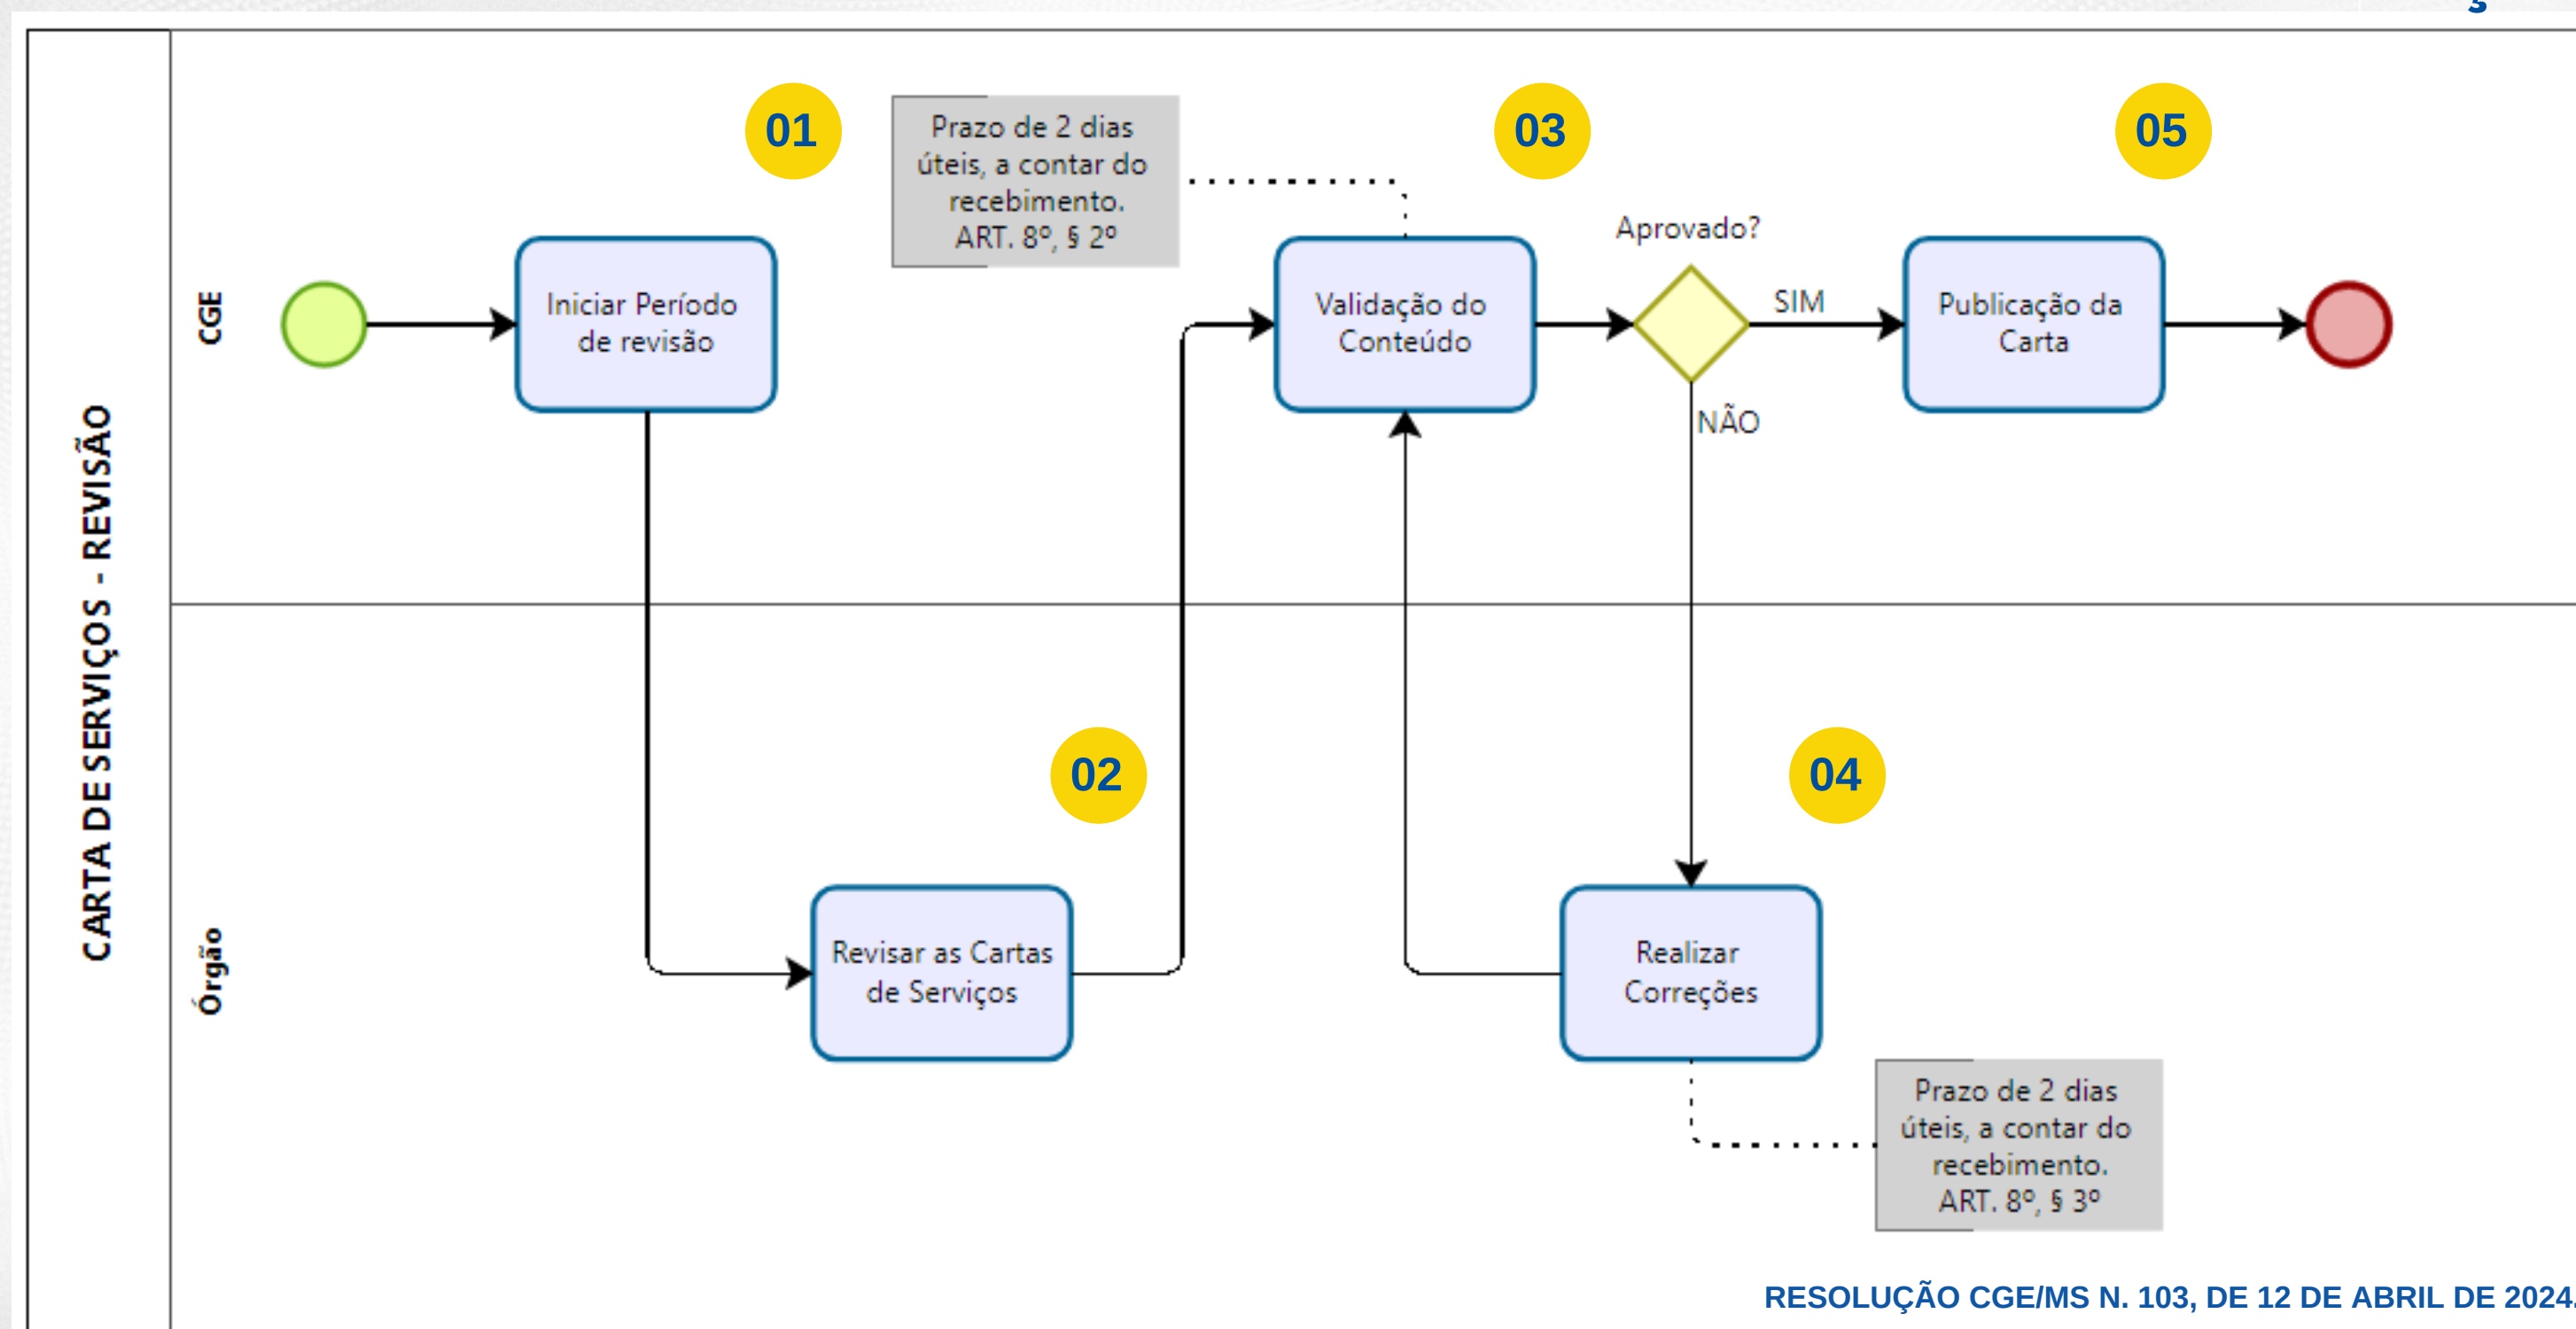 CARTA DE SERVIÇOS - REVISÃO
CGE
01
Iniciar Período
de revisão
Prazo de 2 dias
úteis, a contar do
recebimento.
ART. 8º, § 2º
03
Validação do
Conteúdo
Aprovado?
SIM
NÃO
05
Publicação da
Carta
Órgão
02
Revisar as Cartas
de Serviços
04
Realizar
Correções
Prazo de 2 dias
úteis, a contar do
recebimento.
ART. 8º, § 3º
RESOLUÇÃO CGE/MS N. 103, DE 12 DE ABRIL DE 2024.